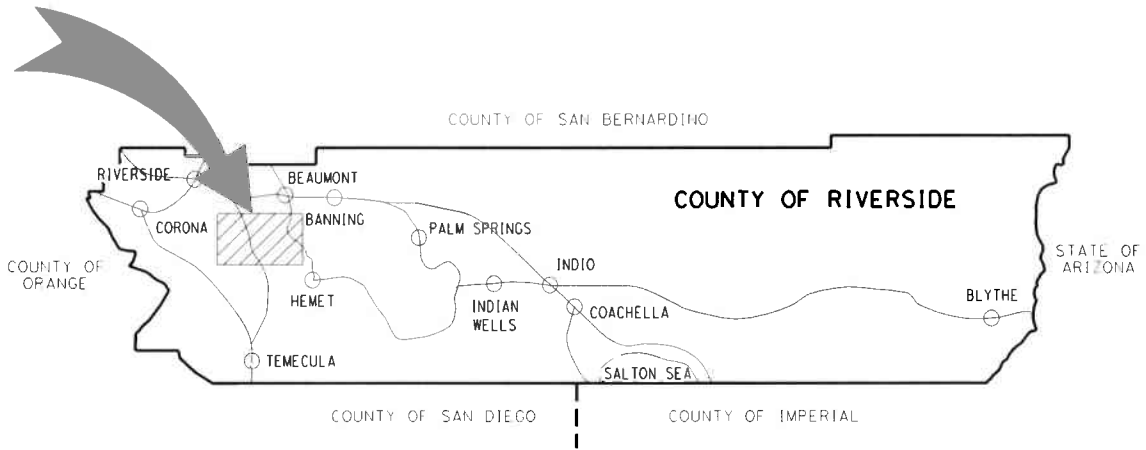 COUNTY OF SAN BERNARDINO
RIVERSIDE
BEAUMONT
COUNTY OF RIVERSIDE
CORONA
BANNING
PALM SPRINGS
COUNTY OF
ORANGE
STATE OF
ARIZONA
INDIO
HEMET
INDIAN
WELLS
COACHELLA
BLYTHE
TEMECULA
SALTON SEA
COUNTY OF SAN DIEGO
COUNTY OF IMPERIAL